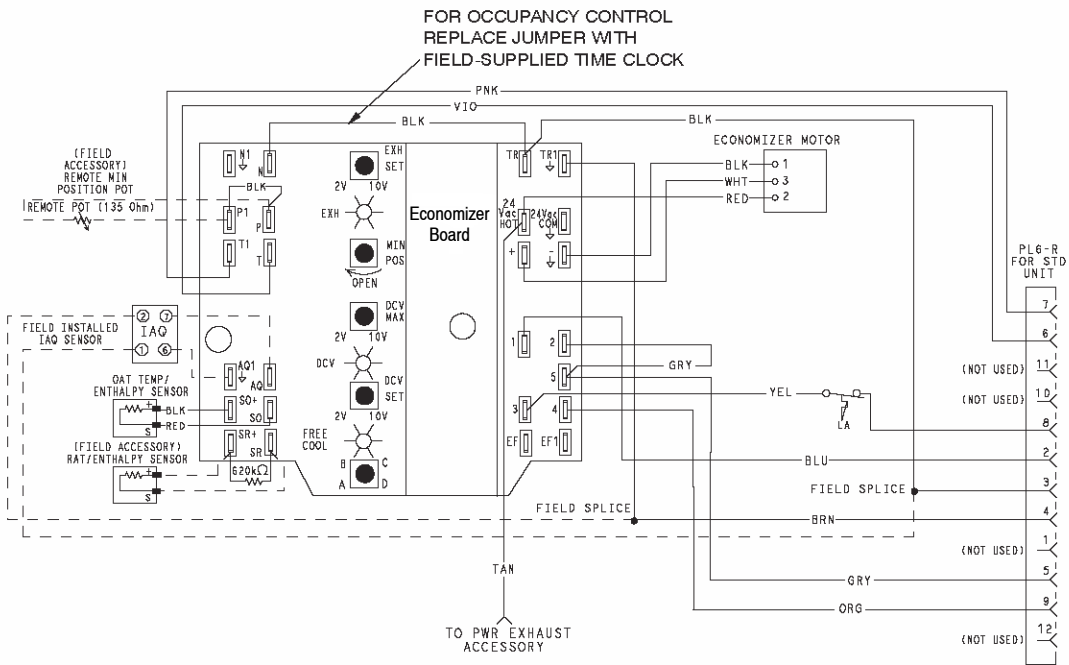 FOR OCCUPANCY CONTROL
REPLACE JUMPER WITH
FIELD-SUPPLIED TIME CLOCK
PNK
VIO
BLK
BLK
ECONOMIZER MOTOR
BLK 1
WHT 3
RED 2
(FIELD
ACCESSORY)
REMOTE MIN
POSITION POT
REMOTE POT (135 Ohm)
N1
N
BLK
P1
P
T1
T
EXH
SET
2V 10V
EXH
MIN
POS
OPEN
DCV
MAX
2V 10V
DCV
DCV
SET
2V 10V
FREE
COOL
B C
A D
Economizer
Board
TR
TR1
24
Vac
HOT
24Vac
COM
+
-
1
2
5
3
4
EF
EF1
GRY
YEL
LA
BLU
FIELD SPLICE
FIELD SPLICE
BRN
TAN
GRY
ORG
TO PWR EXHAUST
ACCESSORY
FIELD INSTALLED
IAQ SENSOR
2 7
IAQ
1 6
OAT TEMP/
ENTHALPY SENSOR
+
S
BLK
RED
(FIELD ACCESSORY)
RAT/ENTHALPY SENSOR
+
S
AQ1
AQ
SO+
SO
SR+
SR
620kΩ
PL6-R
FOR STD
UNIT
7
6
(NOT USED) 11
(NOT USED) 10
8
2
3
4
(NOT USED) 1
5
9
(NOT USED) 12